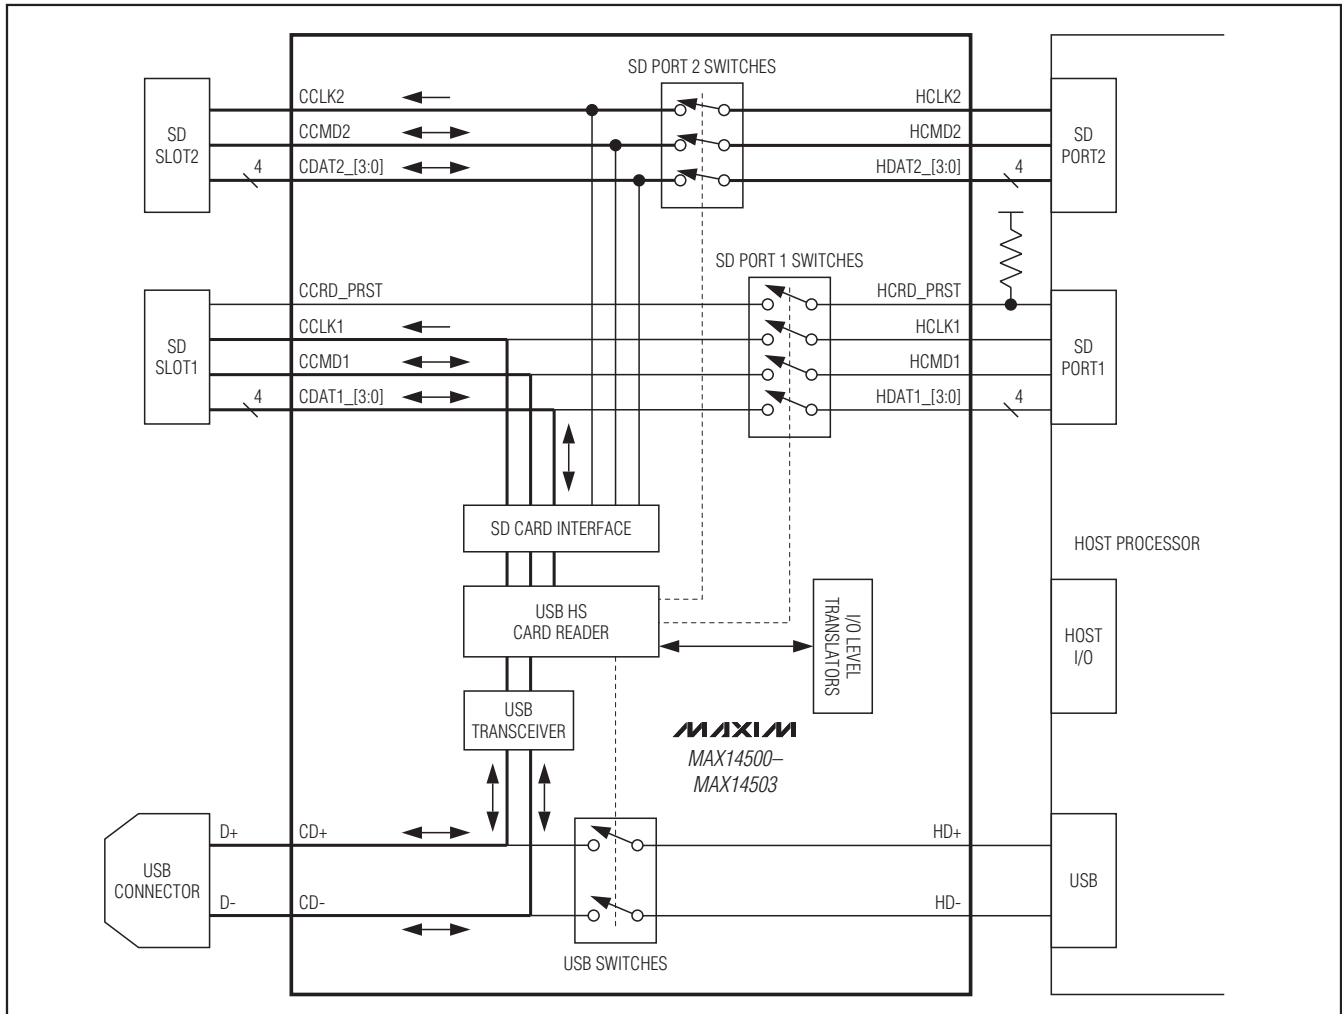 SD PORT 2 SWITCHES
SD
SLOT2
CCLK2
CCMD2
4
CDAT2_[3:0]
HCLK2
HCMD2
HDAT2_[3:0]
4
SD
PORT2
SD PORT 1 SWITCHES
SD
SLOT1
CCRD_PRST
CCLK1
CCMD1
4
CDAT1_[3:0]
HCRD_PRST
HCLK1
HCMD1
HDAT1_[3:0]
4
SD
PORT1
SD CARD INTERFACE
HOST PROCESSOR
USB HS
CARD READER
I/O LEVEL
TRANSLATORS
HOST
I/O
USB
TRANSCEIVER
MAXIM
MAX14500–
MAX14503
USB
CONNECTOR
D+
CD+
D-
CD-
HD+
HD-
USB
USB SWITCHES